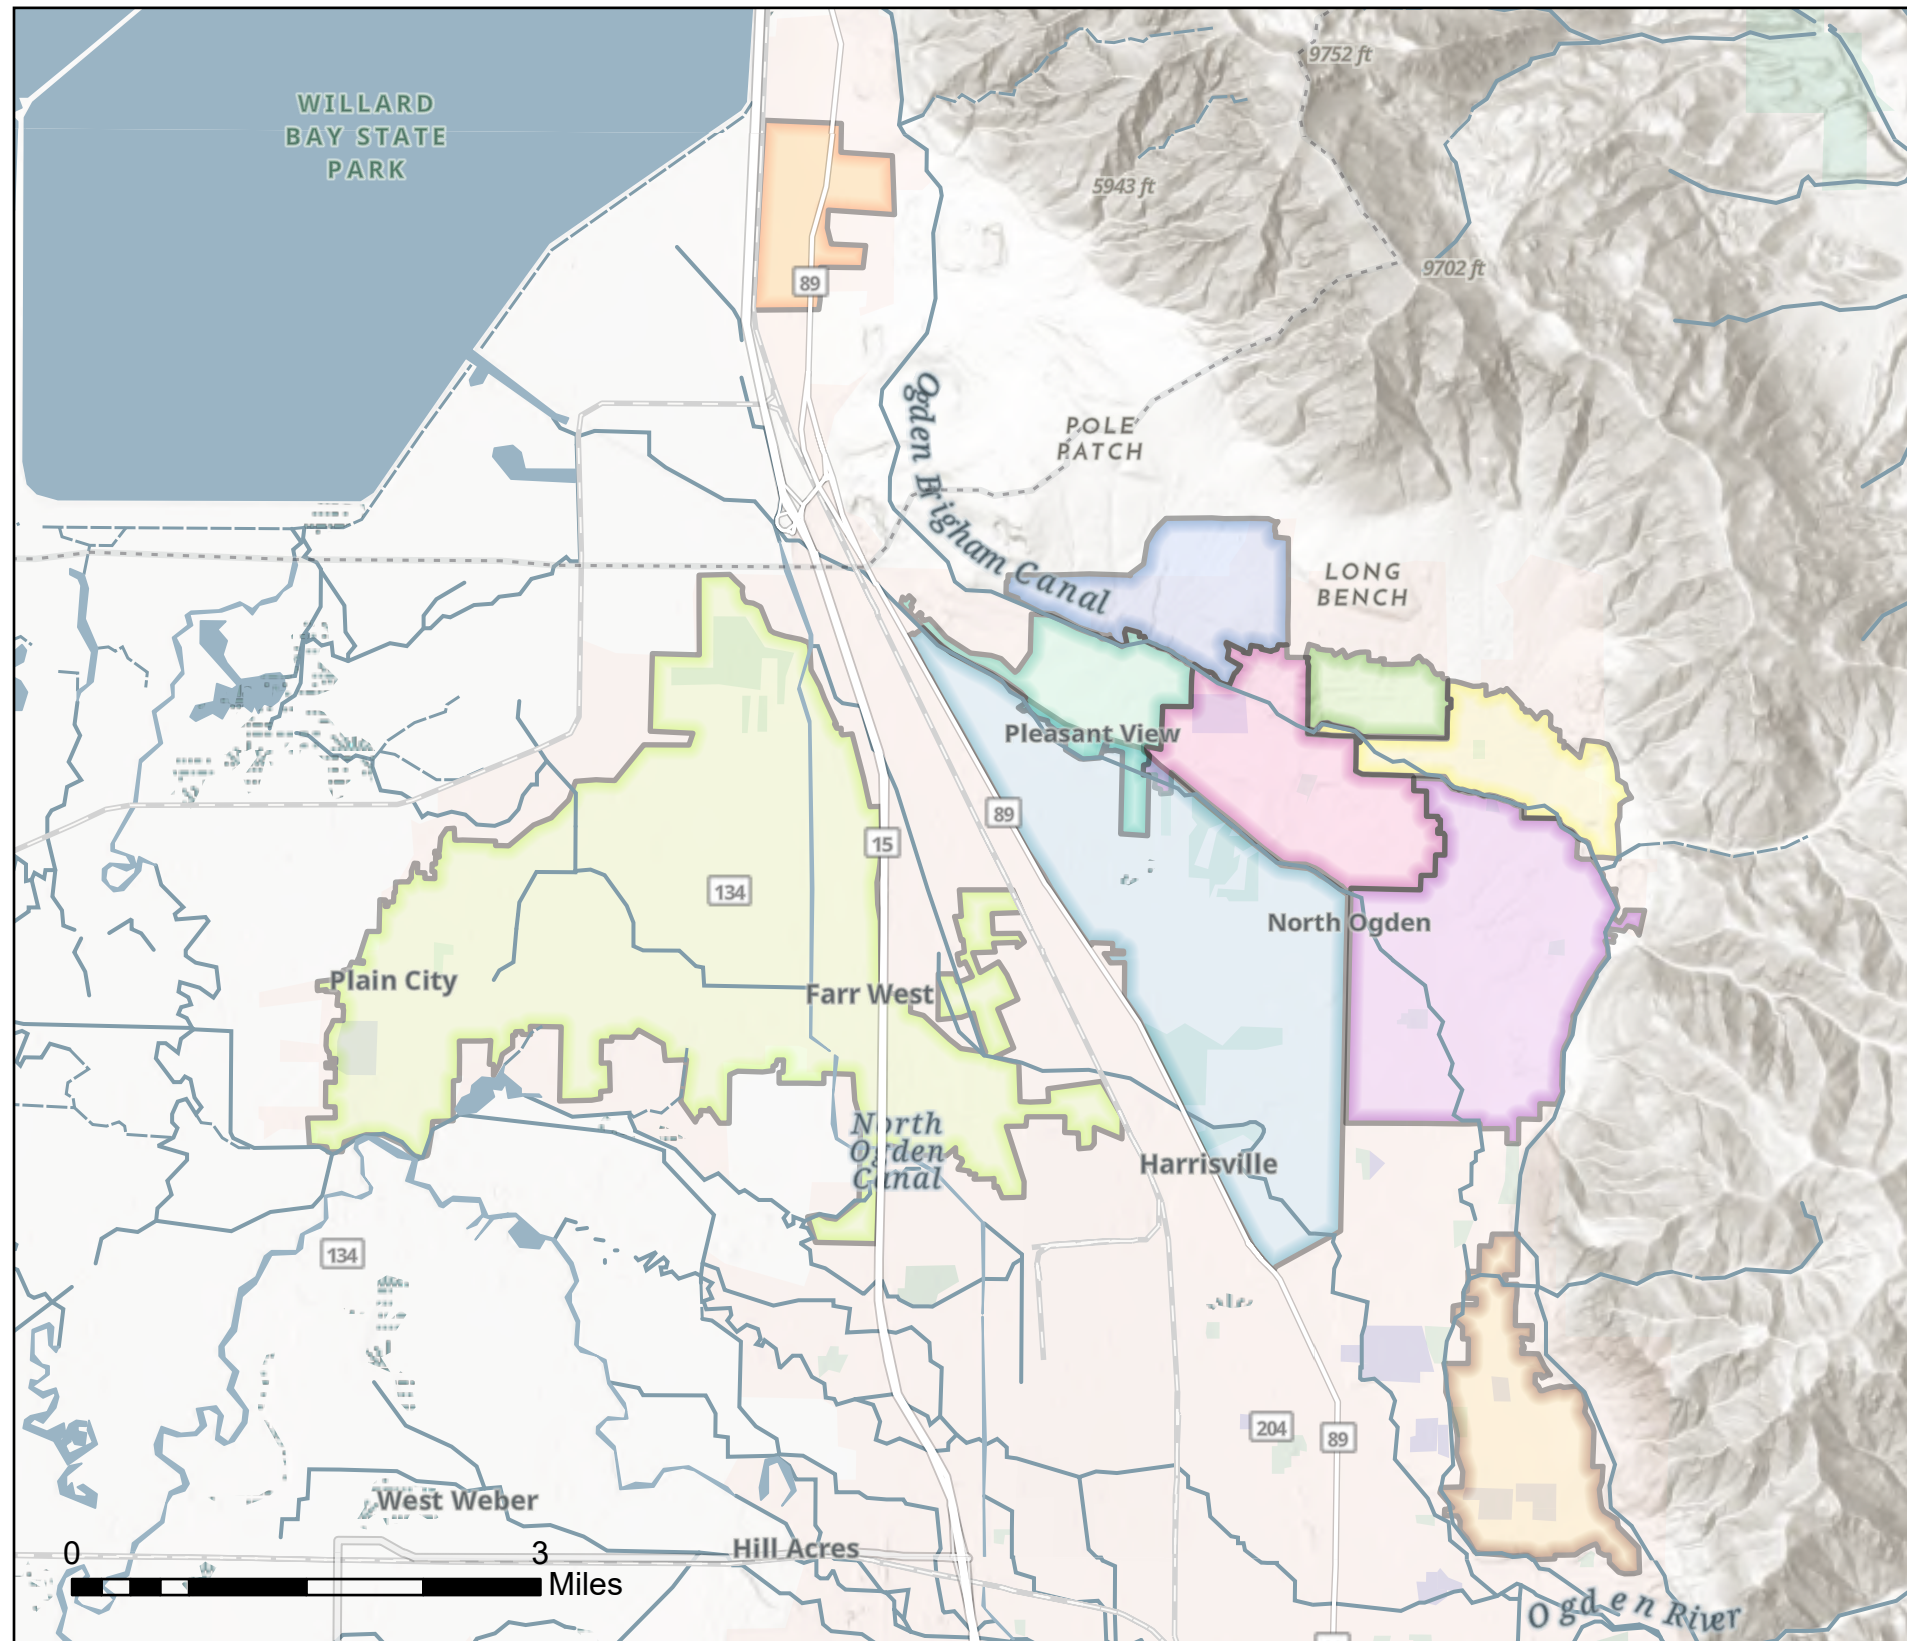 WILLARD
BAY STATE
PARK
9752 ft
5943 ft
9702 ft
89
Ogden Brigham Canal
POLE
PATCH
LONG
BENCH
Pleasant View
89
15
134
North Ogden
Plain City
Farr West
North
Ogden
Canal
Harrisville
134
204
89
West Weber
Hill Acres
0 3
Miles
Ogden River